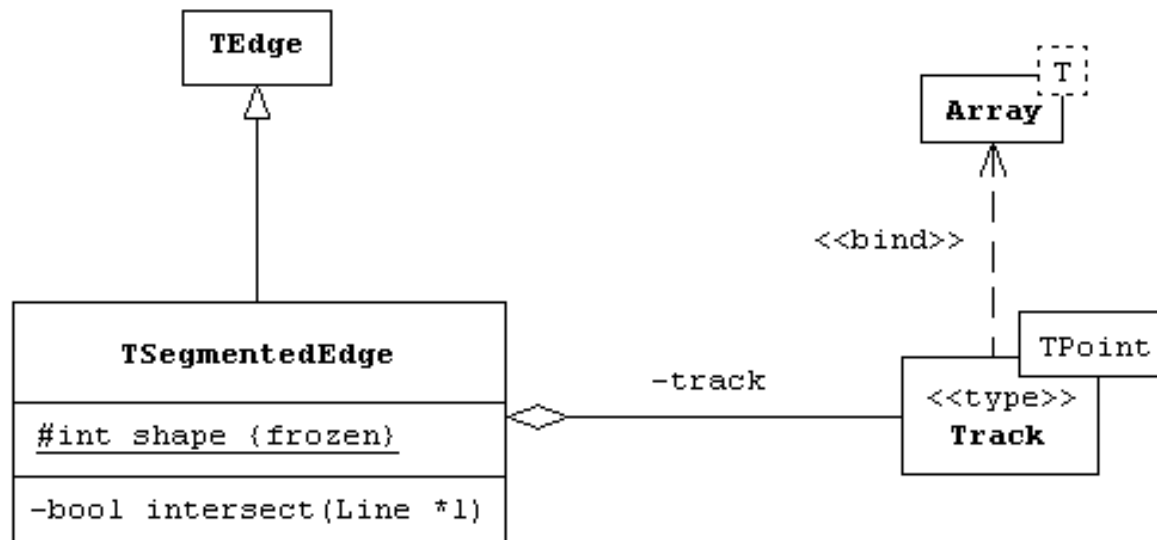 TEdge
T
Array
<<bind>>
TPoint
TSegmentedEdge
-track
<<type>>
Track
#int shape {frozen}
-bool intersect(Line *l)